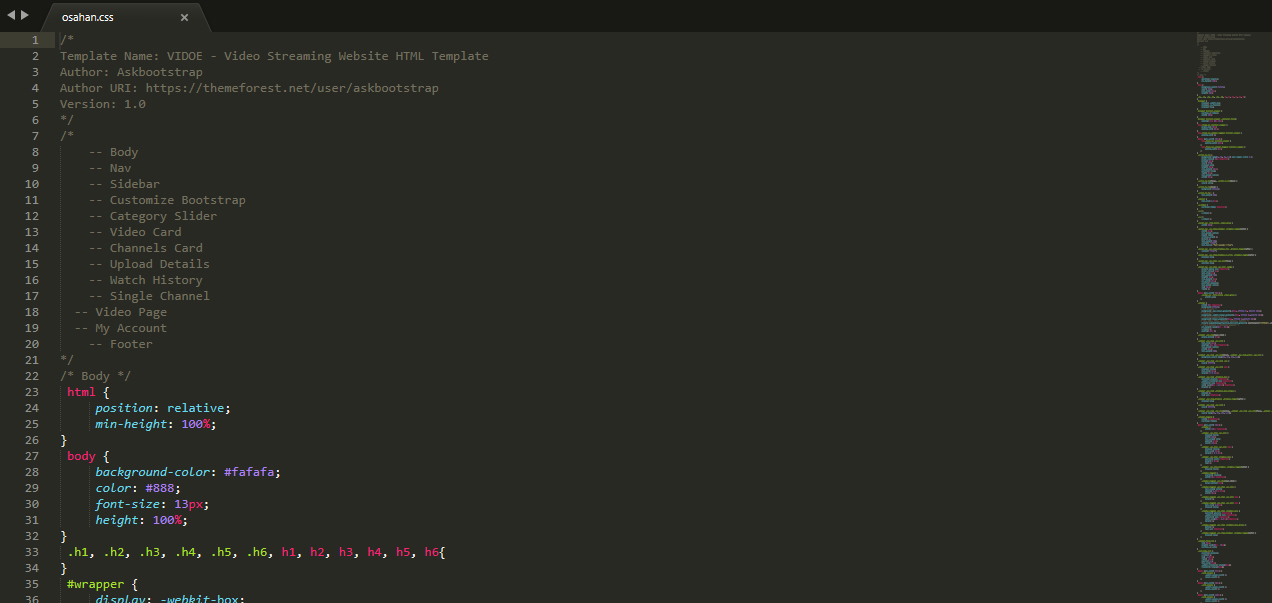 osahan.css ×
1 /*
2 Template Name: VIDOE - Video Streaming Website HTML Template
3 Author: Askbootstrap
4 Author URI: https://themeforest.net/user/askbootstrap
5 Version: 1.0
6 */
7 /*
8 -- Body
9 -- Nav
10 -- Sidebar
11 -- Customize Bootstrap
12 -- Category Slider
13 -- Video Card
14 -- Channels Card
15 -- Upload Details
16 -- Watch History
17 -- Single Channel
18 -- Video Page
19 -- My Account
20 -- Footer
21 */
22 /* Body */
23 html {
24 position: relative;
25 min-height: 100%;
26 }
27 body {
28 background-color: #fafafa;
29 color: #888;
30 font-size: 13px;
31 height: 100%;
32 }
33 .h1, .h2, .h3, .h4, .h5, .h6, h1, h2, h3, h4, h5, h6{
34 }
35 #wrapper {
36 display: -webkit-box;